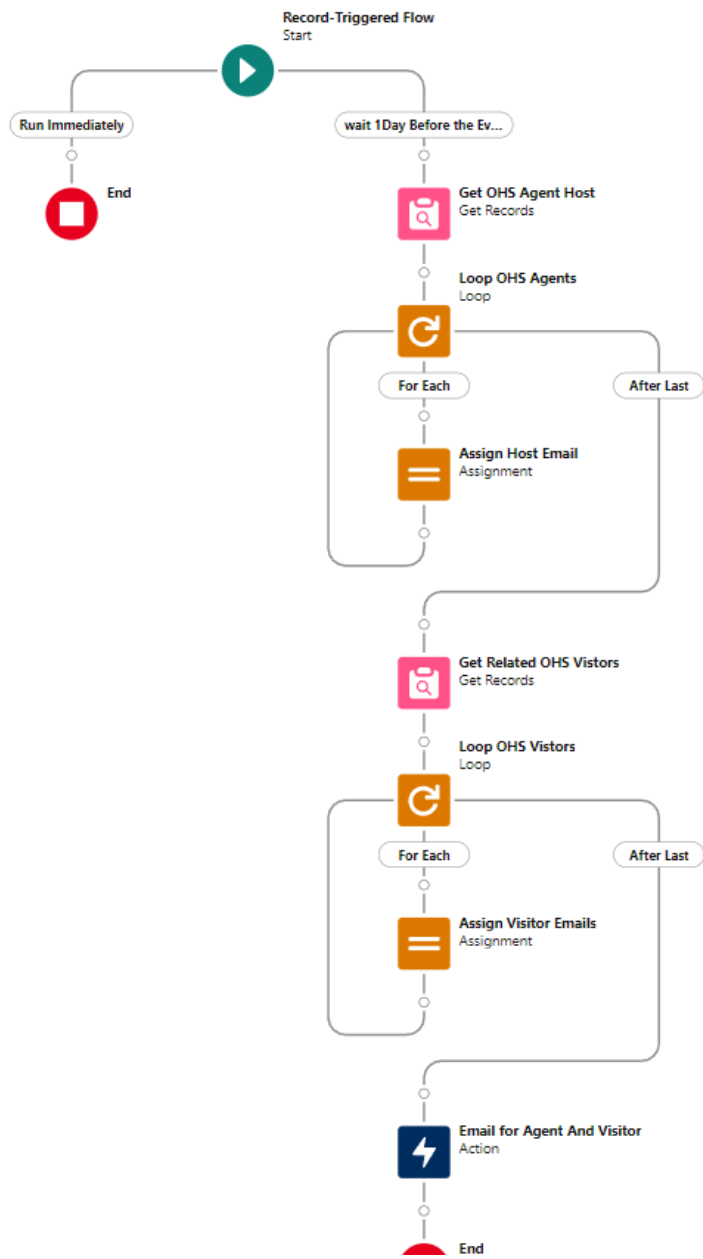 Record-Triggered Flow
Start
Run Immediately
wait 1Day Before the Ev...
End
Get OHS Agent Host
Get Records
Loop OHS Agents
Loop
For Each
After Last
Assign Host Email
Assignment
Get Related OHS Vistors
Get Records
Loop OHS Vistors
Loop
For Each
After Last
Assign Visitor Emails
Assignment
Email for Agent And Visitor
Action
End